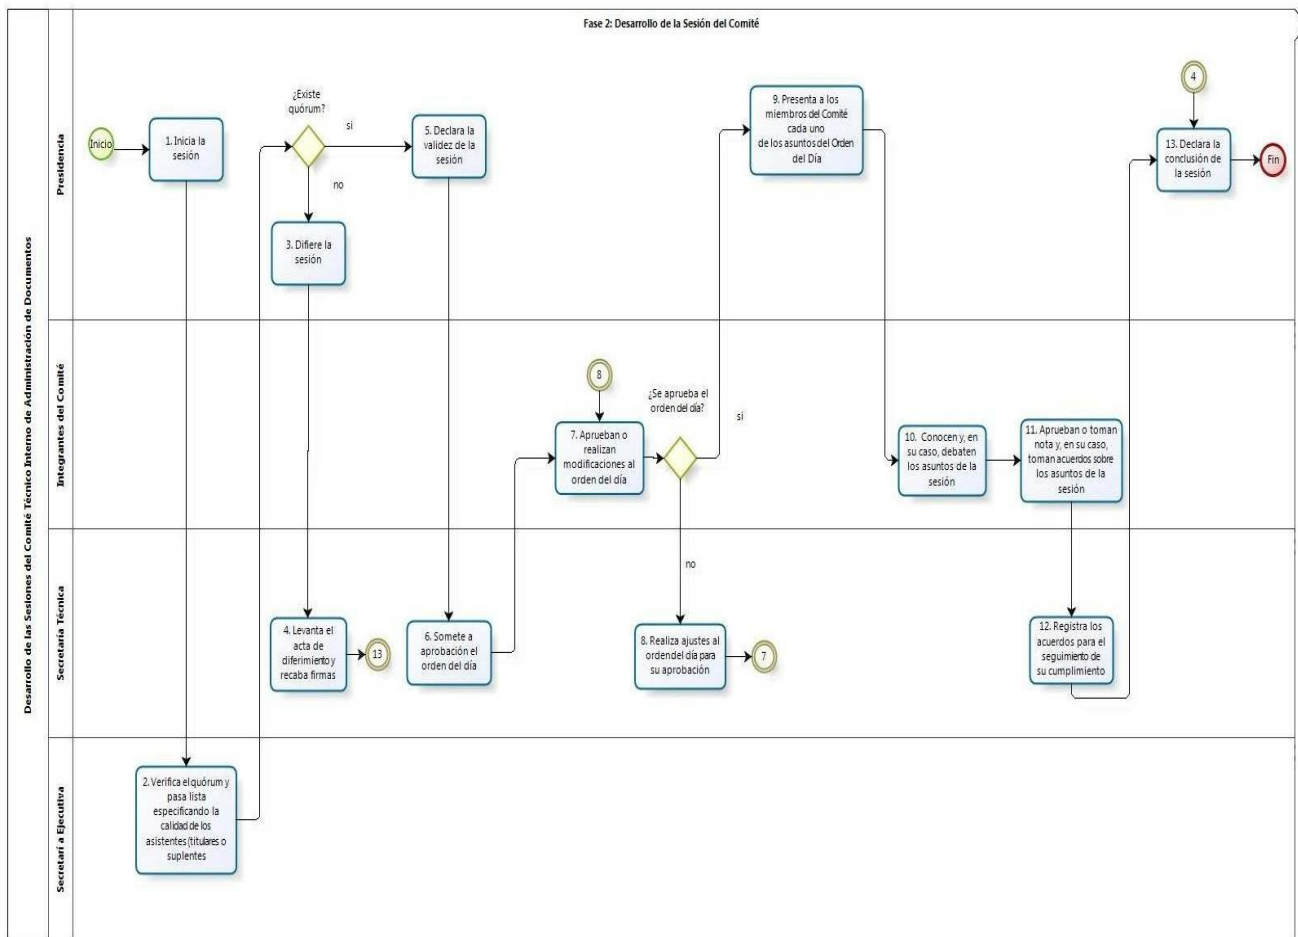 Fase 2: Desarrollo de la Sesión del Comité
Desarrollo de las Sesiones del Comité Técnico Interno de Administración de Documentos
Presidencia
Inicio
1. Inicia la
sesión
¿Existe
quórum?
si
no
3. Difiere la
sesión
5. Declara la
validez de la
sesión
9. Presenta a los
miembros del Comité
cada uno
de los asuntos del Orden
del Día
4
13. Declara la
conclusión de
la sesión
Fin
Integrantes del Comité
8
7. Aprueban o
realizan
modificaciones al
orden del día
¿Se aprueba el
orden del día?
si
no
10. Conocen y, en
su caso, debaten
los asuntos de la
sesión
11. Aprueban o toman
nota y, en su caso,
toman acuerdos sobre
los asuntos de la
sesión
Secretaría Técnica
4. Levanta el
acta de
diferimiento y
recaba firmas
13
6. Somete a
aprobación el
orden del día
8. Realiza ajustes al
orden del día para
su aprobación
7
12. Registra los
acuerdos para el
seguimiento de
su cumplimiento
Secretarí a Ejecutiva
2. Verifica el quórum y
pasa lista
especificando la
calidad de los
asistentes (titulares o
suplentes